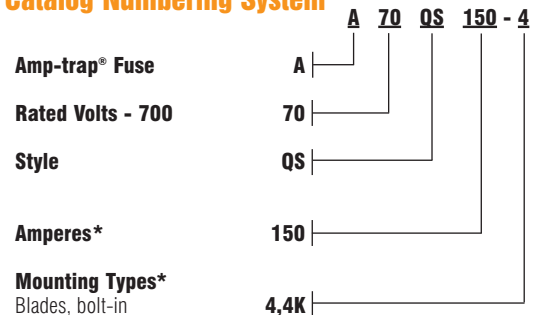 Catalog Numbering System
A 70 QS 150 - 4
Amp-trap® Fuse A
Rated Volts - 700 70
Style QS
Amperes* 150
Mounting Types*
Blades, bolt-in 4,4K